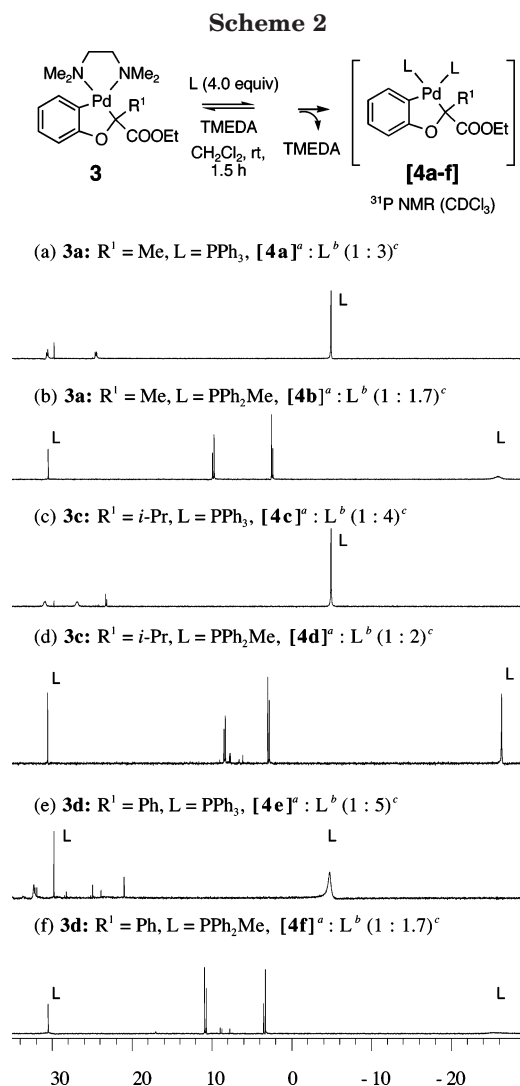 Scheme 2
Me₂N NMe₂
Pd
R¹
O
COOEt
3
L (4.0 equiv)
TMEDA
CH₂Cl₂, rt,
1.5 h
TMEDA
L L
Pd
R¹
O
COOEt
[4a-f]
³¹P NMR (CDCl₃)
(a) 3a: R¹ = Me, L = PPh₃, [4a]ᵃ : Lᵇ (1 : 3)ᶜ
L
(b) 3a: R¹ = Me, L = PPh₂Me, [4b]ᵃ : Lᵇ (1 : 1.7)ᶜ
L L
(c) 3c: R¹ = i-Pr, L = PPh₃, [4c]ᵃ : Lᵇ (1 : 4)ᶜ
L
(d) 3c: R¹ = i-Pr, L = PPh₂Me, [4d]ᵃ : Lᵇ (1 : 2)ᶜ
L L
(e) 3d: R¹ = Ph, L = PPh₃, [4e]ᵃ : Lᵇ (1 : 5)ᶜ
L L
(f) 3d: R¹ = Ph, L = PPh₂Me, [4f]ᵃ : Lᵇ (1 : 1.7)ᶜ
L L
30 20 10 0 - 10 - 20